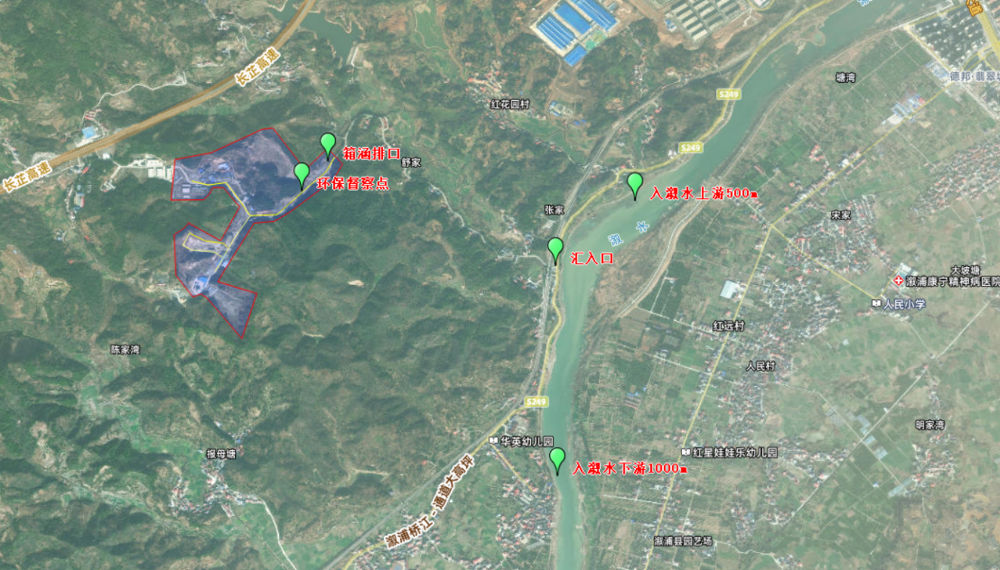 长芷高速
长芷高速
箱涵排口
环保督察点
舒家
红花园村
塘湾
德邦·翡翠
S249
S249
入溆水上游500m
张家
溆水
汇入口
宋家
大坡塘
溆浦康宁精神病医院
人民小学
红远村
人民村
陈家湾
S249
华英幼儿园
明家湾
报母塘
红星娃娃乐幼儿园
入溆水下游1000m
溆浦桥江-通道大高坪
溆浦县园艺场